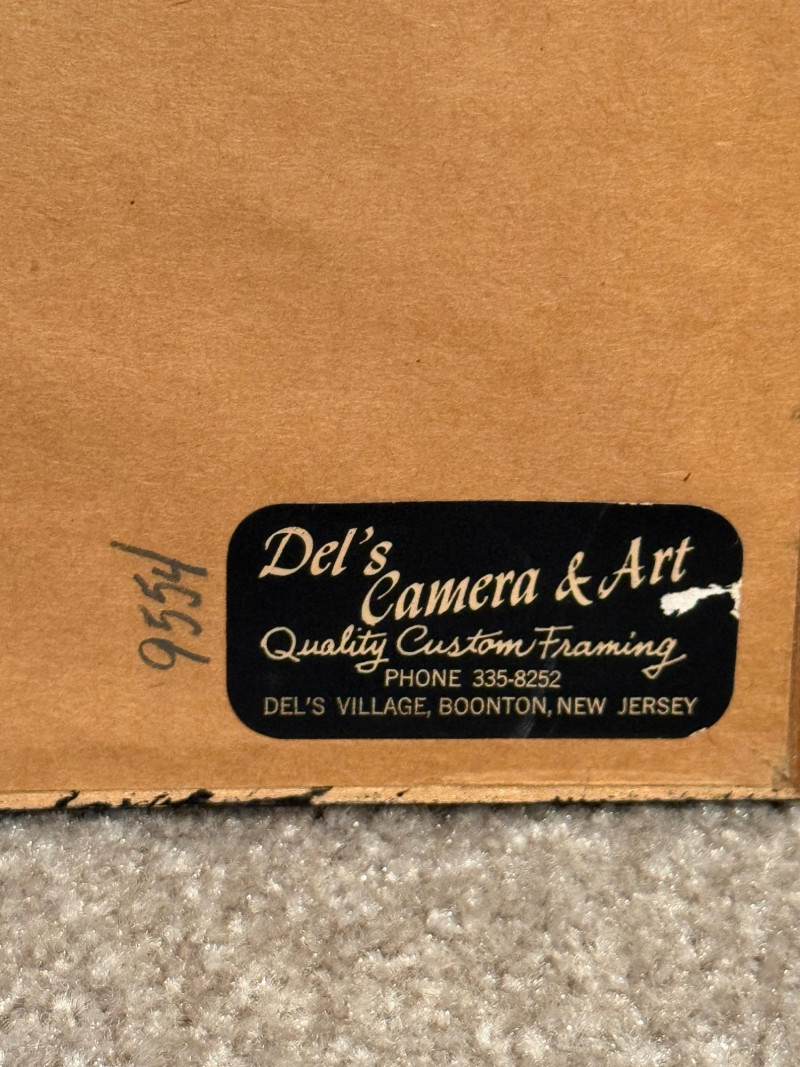 Del's
Camera & Art
Quality Custom Framing
PHONE 335-8252
DEL'S VILLAGE, BOONTON, NEW JERSEY
9554